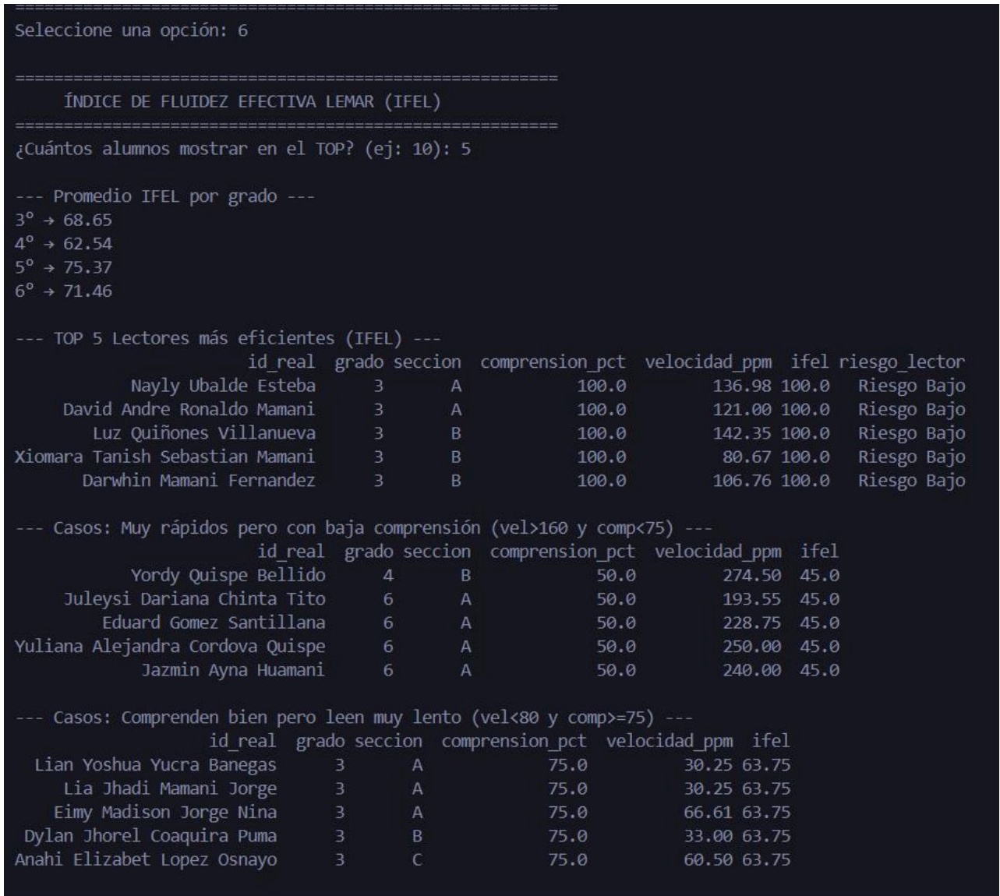 Seleccione una opción: 6
========================================================
ÍNDICE DE FLUIDEZ EFECTIVA LEMAR (IFEL)
========================================================
¿Cuántos alumnos mostrar en el TOP? (ej: 10): 5
--- Promedio IFEL por grado ---
3° → 68.65
4° → 62.54
5° → 75.37
6° → 71.46
--- TOP 5 Lectores más eficientes (IFEL) ---
id_real grado seccion comprension_pct velocidad_ppm ifel riesgo_lector
Nayly Ubalde Esteba 3 A 100.0 136.98 100.0 Riesgo Bajo
David Andre Ronaldo Mamani 3 A 100.0 121.00 100.0 Riesgo Bajo
Luz Quiñones Villanueva 3 B 100.0 142.35 100.0 Riesgo Bajo
Xiomara Tanish Sebastian Mamani 3 B 100.0 80.67 100.0 Riesgo Bajo
Darwhin Mamani Fernandez 3 B 100.0 106.76 100.0 Riesgo Bajo
--- Casos: Muy rápidos pero con baja comprensión (vel>160 y comp<75) ---
id_real grado seccion comprension_pct velocidad_ppm ifel
Yordy Quispe Bellido 4 B 50.0 274.50 45.0
Juleysi Dariana Chinta Tito 6 A 50.0 193.55 45.0
Eduard Gomez Santillana 6 A 50.0 228.75 45.0
Yuliana Alejandra Cordova Quispe 6 A 50.0 250.00 45.0
Jazmin Ayna Huamani 6 A 50.0 240.00 45.0
--- Casos: Comprenden bien pero leen muy lento (vel<80 y comp>=75) ---
id_real grado seccion comprension_pct velocidad_ppm ifel
Lian Yoshua Yucra Banegas 3 A 75.0 30.25 63.75
Lia Jhadi Mamani Jorge 3 A 75.0 30.25 63.75
Eimy Madison Jorge Nina 3 A 75.0 66.61 63.75
Dylan Jhorel Coaquira Puma 3 B 75.0 33.00 63.75
Anahi Elizabet Lopez Osnayo 3 C 75.0 60.50 63.75